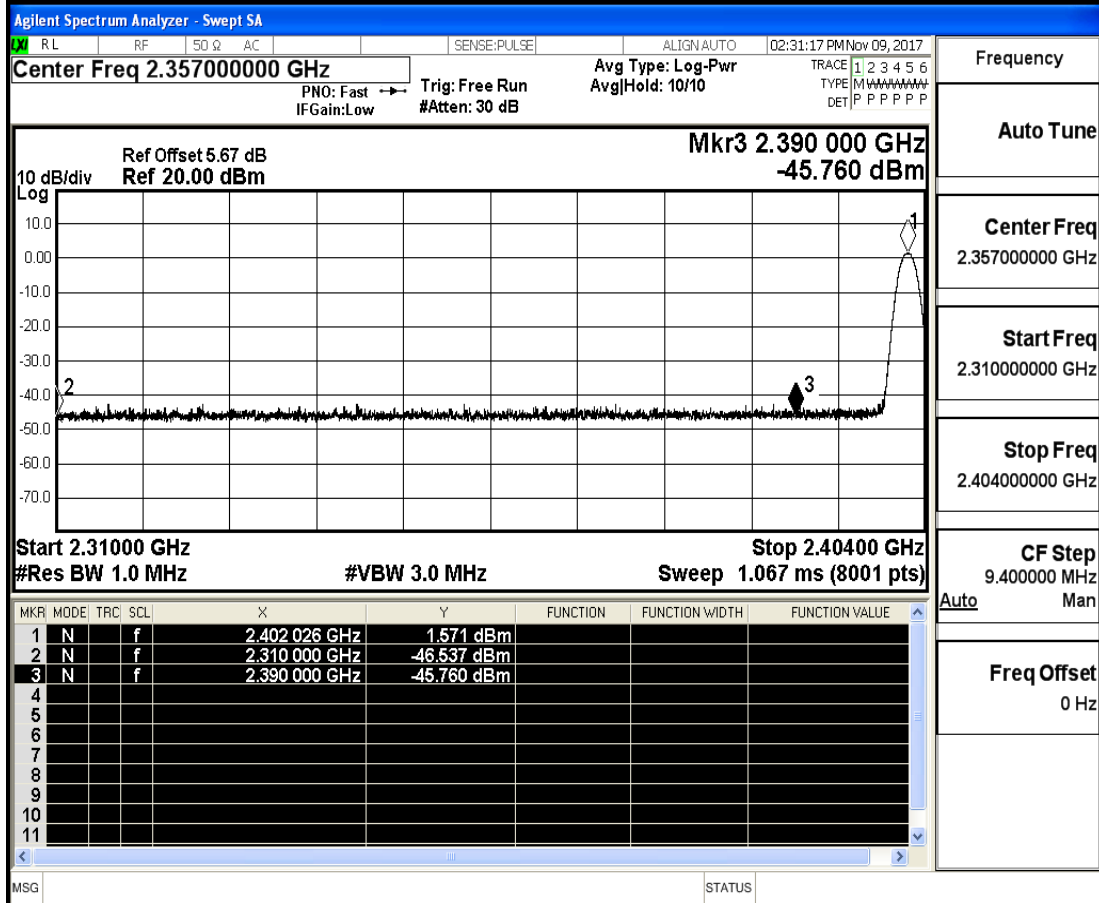 Agilent Spectrum Analyzer - Swept SA
LXI RL RF 50 Ω AC SENSE:PULSE ALIGN AUTO 02:31:17 PM Nov 09, 2017
Center Freq 2.357000000 GHz
PNO: Fast
IFGain:Low
Trig: Free Run
#Atten: 30 dB
Avg Type: Log-Pwr
Avg|Hold: 10/10
TRACE 1 2 3 4 5 6
TYPE M WWWWW
DET P P P P P P
Ref Offset 5.67 dB
10 dB/div Ref 20.00 dBm
Log
Mkr3 2.390 000 GHz
-45.760 dBm
10.0
0.00
-10.0
-20.0
-30.0
-40.0
-50.0
-60.0
-70.0
1
2
3
Start 2.31000 GHz Stop 2.40400 GHz
#Res BW 1.0 MHz #VBW 3.0 MHz Sweep 1.067 ms (8001 pts)
MKR MODE TRC SCL X Y FUNCTION FUNCTION WIDTH FUNCTION VALUE
1 N f 2.402 026 GHz 1.571 dBm
2 N f 2.310 000 GHz -46.537 dBm
3 N f 2.390 000 GHz -45.760 dBm
4
5
6
7
8
9
10
11
MSG STATUS
Frequency
Auto Tune
Center Freq
2.357000000 GHz
Start Freq
2.310000000 GHz
Stop Freq
2.404000000 GHz
CF Step
9.400000 MHz
Auto Man
Freq Offset
0 Hz